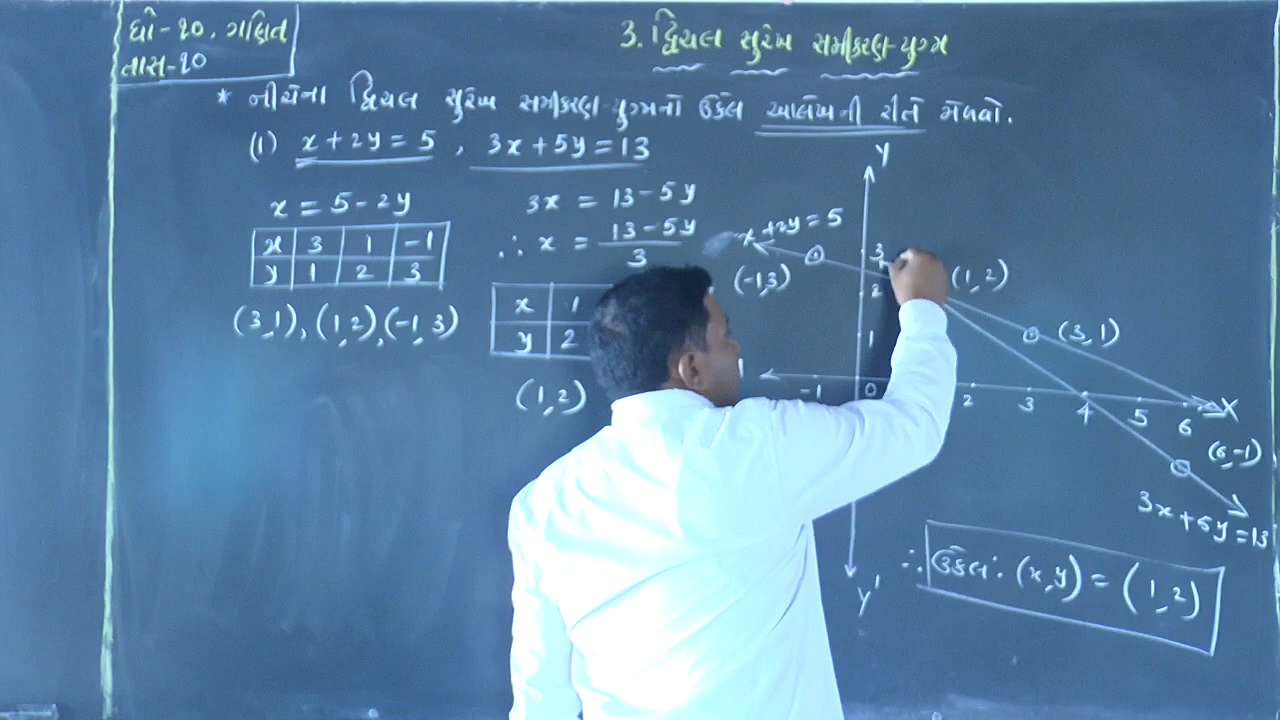 ધો-૧૦. ગણિત
તાસ-૧૦
3. દ્વિચલ સુરેખ સમીકરણ-યુગ્મ
* નીચેના દ્વિચલ સુરેખ સમીકરણ-યુગ્મનો ઉકેલ આલેખની રીતે મેળવો.
(1) x+2y=5, 3x+5y=13
x = 5-2y
x 3 1 -1
y 1 2 3
(3,1), (1,2), (-1,3)
3x = 13-5y
∴ x = 13-5y
3
x 1
y 2
(1,2)
Y
x+2y=5
3
(-1,3)
2
(1,2)
1
(3,1)
-1 0 2 3 4 5 6 X
(6,-1)
3x+5y=13
Y'
∴ ઉકેલ: (x,y) = (1,2)